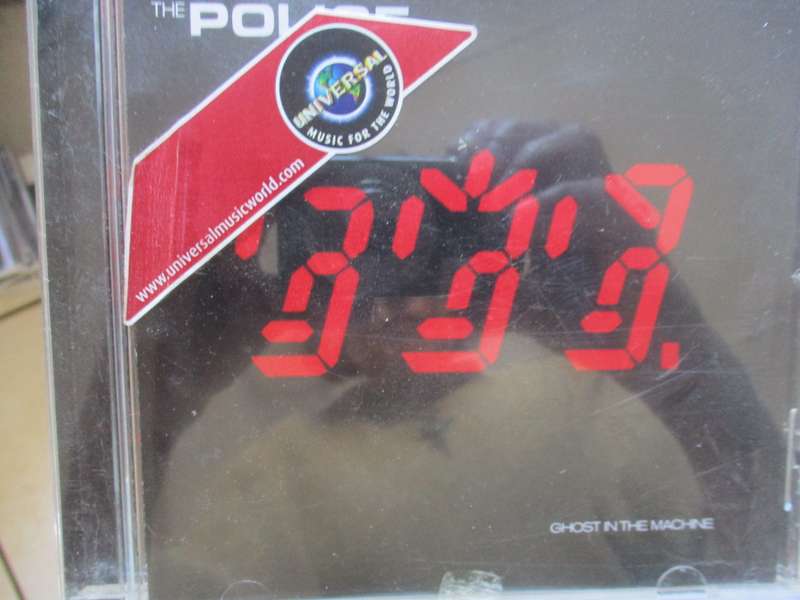 THE POLICE
UNIVERSAL
MUSIC FOR THE WORLD
www.universalmusicworld.com
GHOST IN THE MACHINE